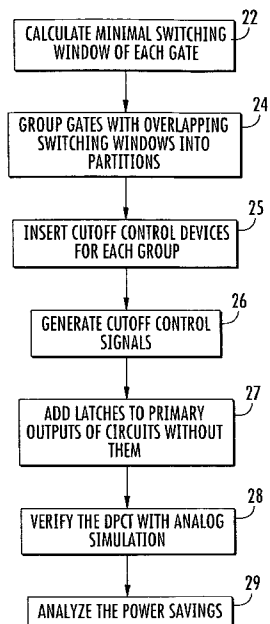 22
CALCULATE MINIMAL SWITCHING
WINDOW OF EACH GATE
24
GROUP GATES WITH OVERLAPPING
SWITCHING WINDOWS INTO
PARTITIONS
25
INSERT CUTOFF CONTROL DEVICES
FOR EACH GROUP
26
GENERATE CUTOFF CONTROL
SIGNALS
27
ADD LATCHES TO PRIMARY
OUTPUTS OF CIRCUITS WITHOUT
THEM
28
VERIFY THE DPCT WITH ANALOG
SIMULATION
29
ANALYZE THE POWER SAVINGS